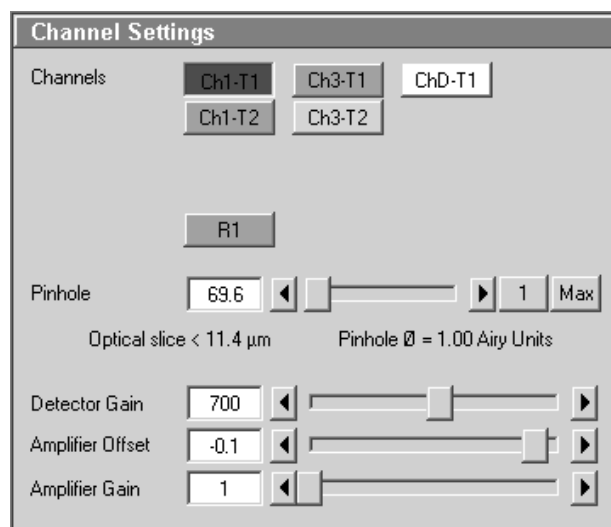 Channel Settings
Channels Ch1-T1 Ch3-T1 ChD-T1
Ch1-T2 Ch3-T2
R1
Pinhole 69.6 1 Max
Optical slice < 11.4 µm Pinhole Ø = 1.00 Airy Units
Detector Gain 700
Amplifier Offset -0.1
Amplifier Gain 1